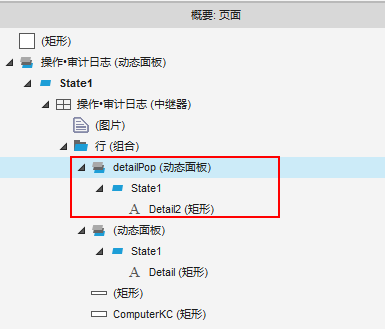 概要: 页面
(矩形)
操作•审计日志 (动态面板)
State1
操作•审计日志 (中继器)
(图片)
行 (组合)
detailPop (动态面板)
State1
Detail2 (矩形)
(动态面板)
State1
Detail (矩形)
(矩形)
ComputerKC (矩形)